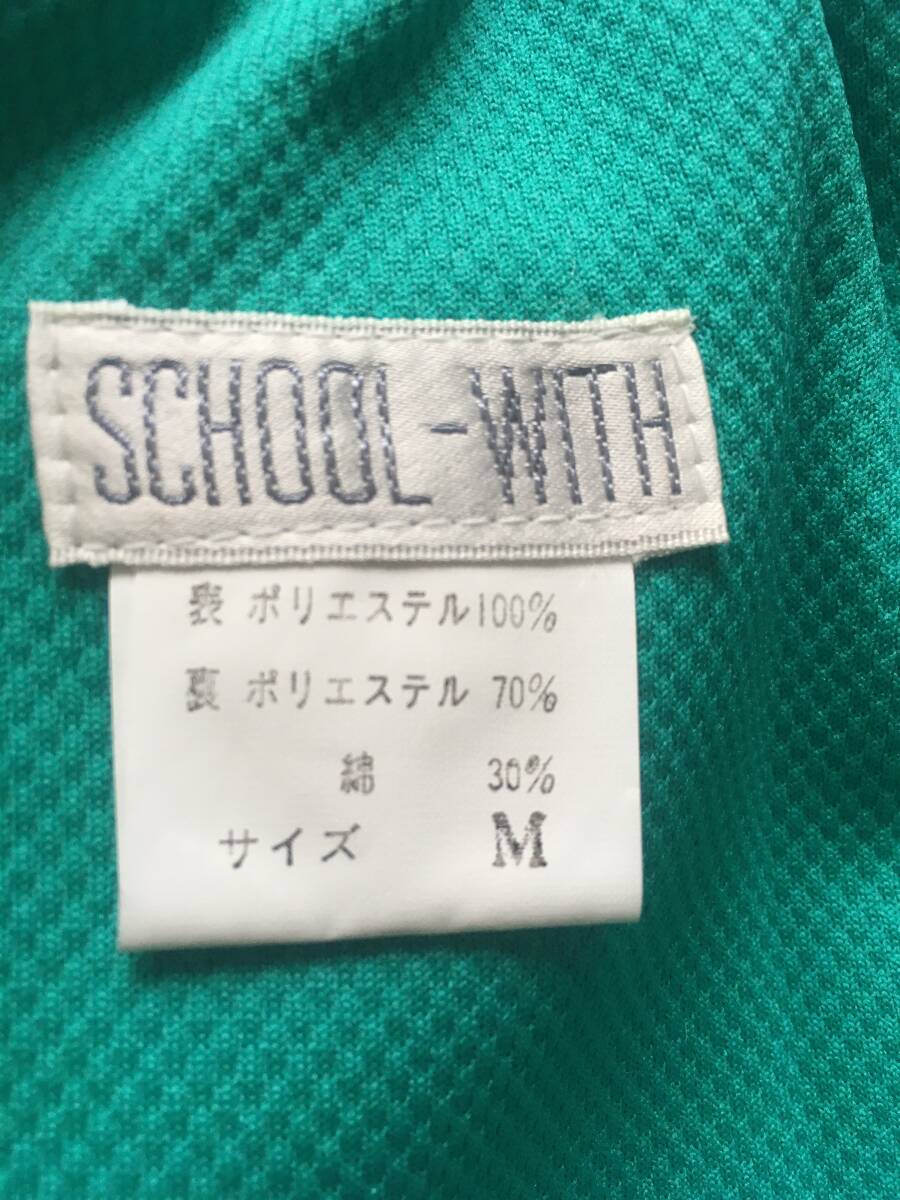 SCHOOL-WITH
表 ポリエステル100%
裏 ポリエステル 70%
綿 30%
サイズ M